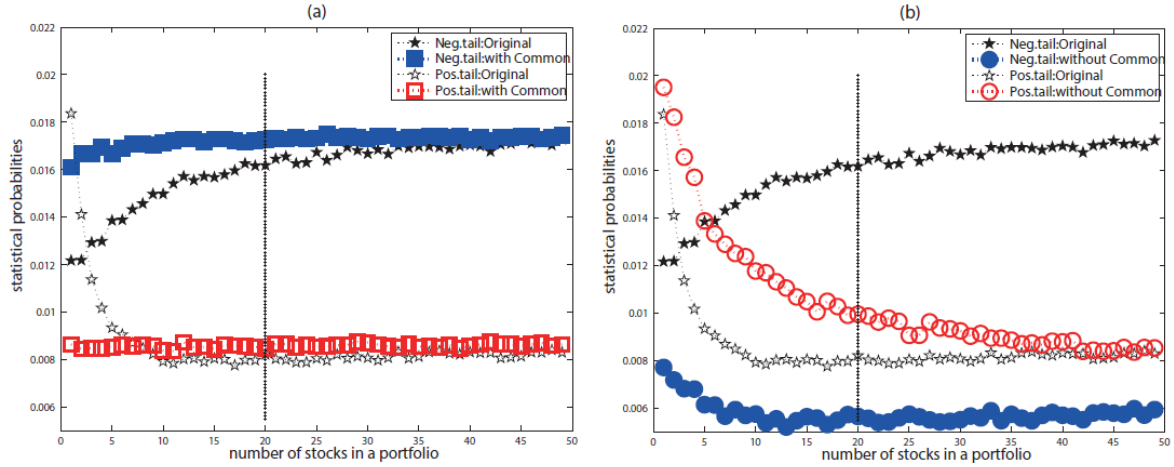 (a)
Neg.tail:Original
Neg.tail:with Common
Pos.tail:Original
Pos.tail:with Common
statistical probabilities
0.02
0.018
0.016
0.014
0.012
0.01
0.008
0.006
0 5 10 15 20 25 30 35 40 45 50
number of stocks in a portfolio
(b)
Neg.tail:Original
Neg.tail:without Common
Pos.tail:Original
Pos.tail:without Common
statistical probabilities
0.02
0.018
0.016
0.014
0.012
0.01
0.008
0.006
0 5 10 15 20 25 30 35 40 45 50
number of stocks in a portfolio